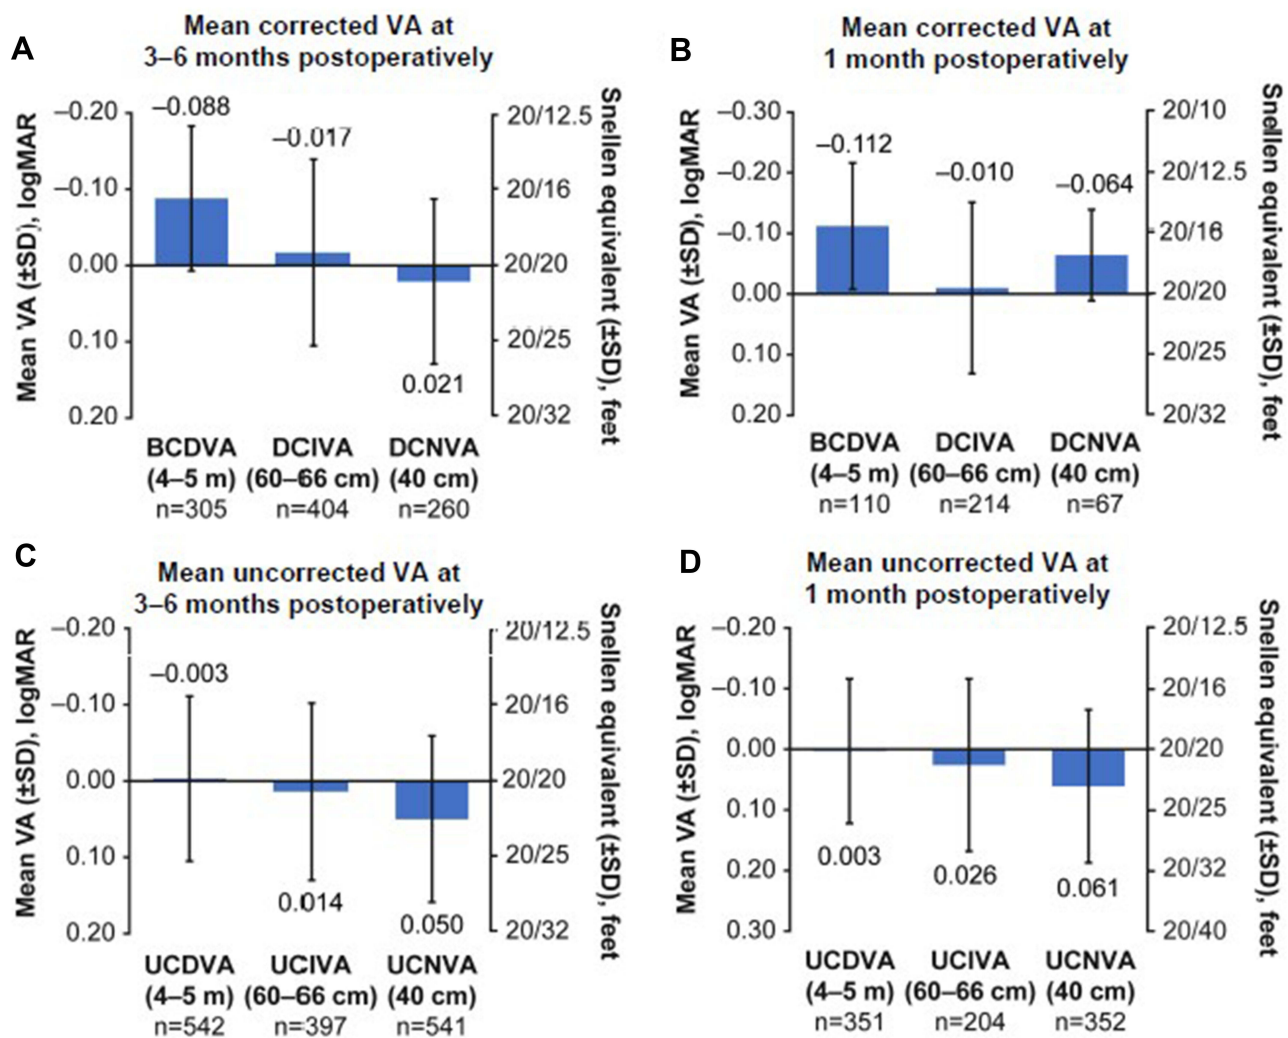 A
Mean corrected VA at
3–6 months postoperatively
Mean VA (±SD), logMAR
–0.20
–0.10
0.00
0.10
0.20
–0.088
–0.017
0.021
20/12.5
20/16
20/20
20/25
20/32
Snellen equivalent (±SD), feet
BCDVA DCIVA DCNVA
(4–5 m) (60–66 cm) (40 cm)
n=305 n=404 n=260
B
Mean corrected VA at
1 month postoperatively
Mean VA (±SD), logMAR
–0.30
–0.20
–0.10
0.00
0.10
0.20
–0.112
–0.010
–0.064
20/10
20/12.5
20/16
20/20
20/25
20/32
Snellen equivalent (±SD), feet
BCDVA DCIVA DCNVA
(4–5 m) (60–66 cm) (40 cm)
n=110 n=214 n=67
C
Mean uncorrected VA at
3–6 months postoperatively
Mean VA (±SD), logMAR
–0.20
–0.10
0.00
0.10
0.20
–0.003
0.014
0.050
20/12.5
20/16
20/20
20/25
20/32
Snellen equivalent (±SD), feet
UCDVA UCIVA UCNVA
(4–5 m) (60–66 cm) (40 cm)
n=542 n=397 n=541
D
Mean uncorrected VA at
1 month postoperatively
Mean VA (±SD), logMAR
–0.20
–0.10
0.00
0.10
0.20
0.30
0.003
0.026
0.061
20/12.5
20/16
20/20
20/25
20/32
20/40
Snellen equivalent (±SD), feet
UCDVA UCIVA UCNVA
(4–5 m) (60–66 cm) (40 cm)
n=351 n=204 n=352